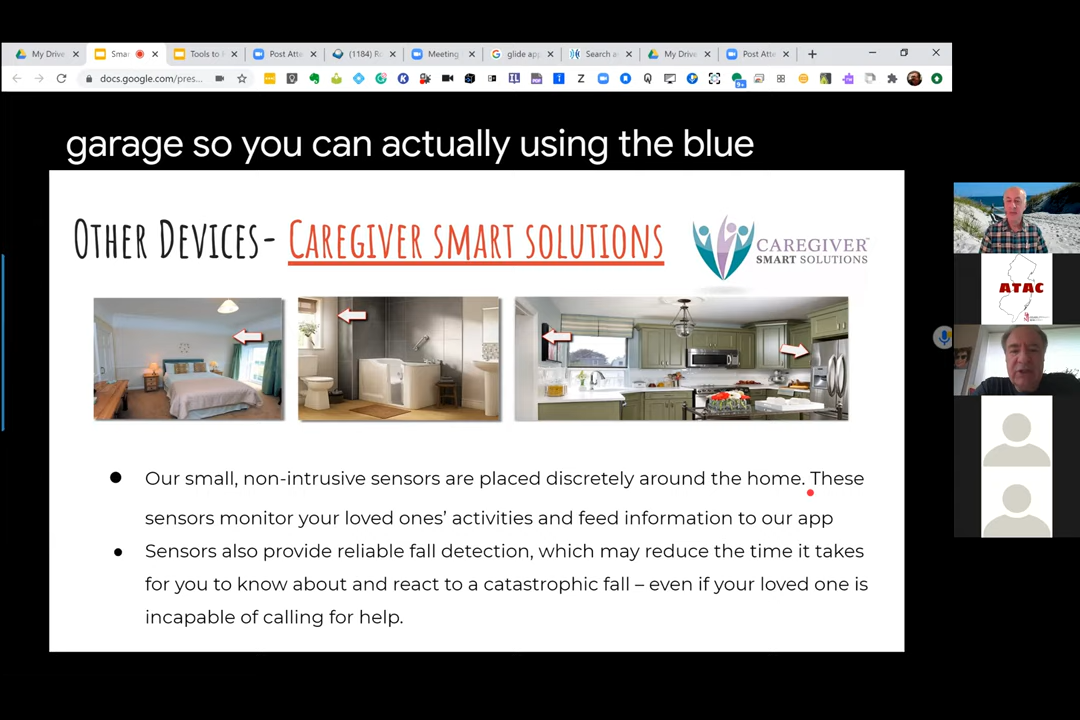 My Drive
Sma
Tools to
Post Atte
(1184) R
Meeting
glide app
Search a
My Drive
Post Atte
docs.google.com/pres...
garage so you can actually using the blue
OTHER DEVICES- CAREGIVER SMART SOLUTIONS
CAREGIVER™
SMART SOLUTIONS
ATAC
● Our small, non-intrusive sensors are placed discretely around the home. These
sensors monitor your loved ones’ activities and feed information to our app
● Sensors also provide reliable fall detection, which may reduce the time it takes
for you to know about and react to a catastrophic fall – even if your loved one is
incapable of calling for help.